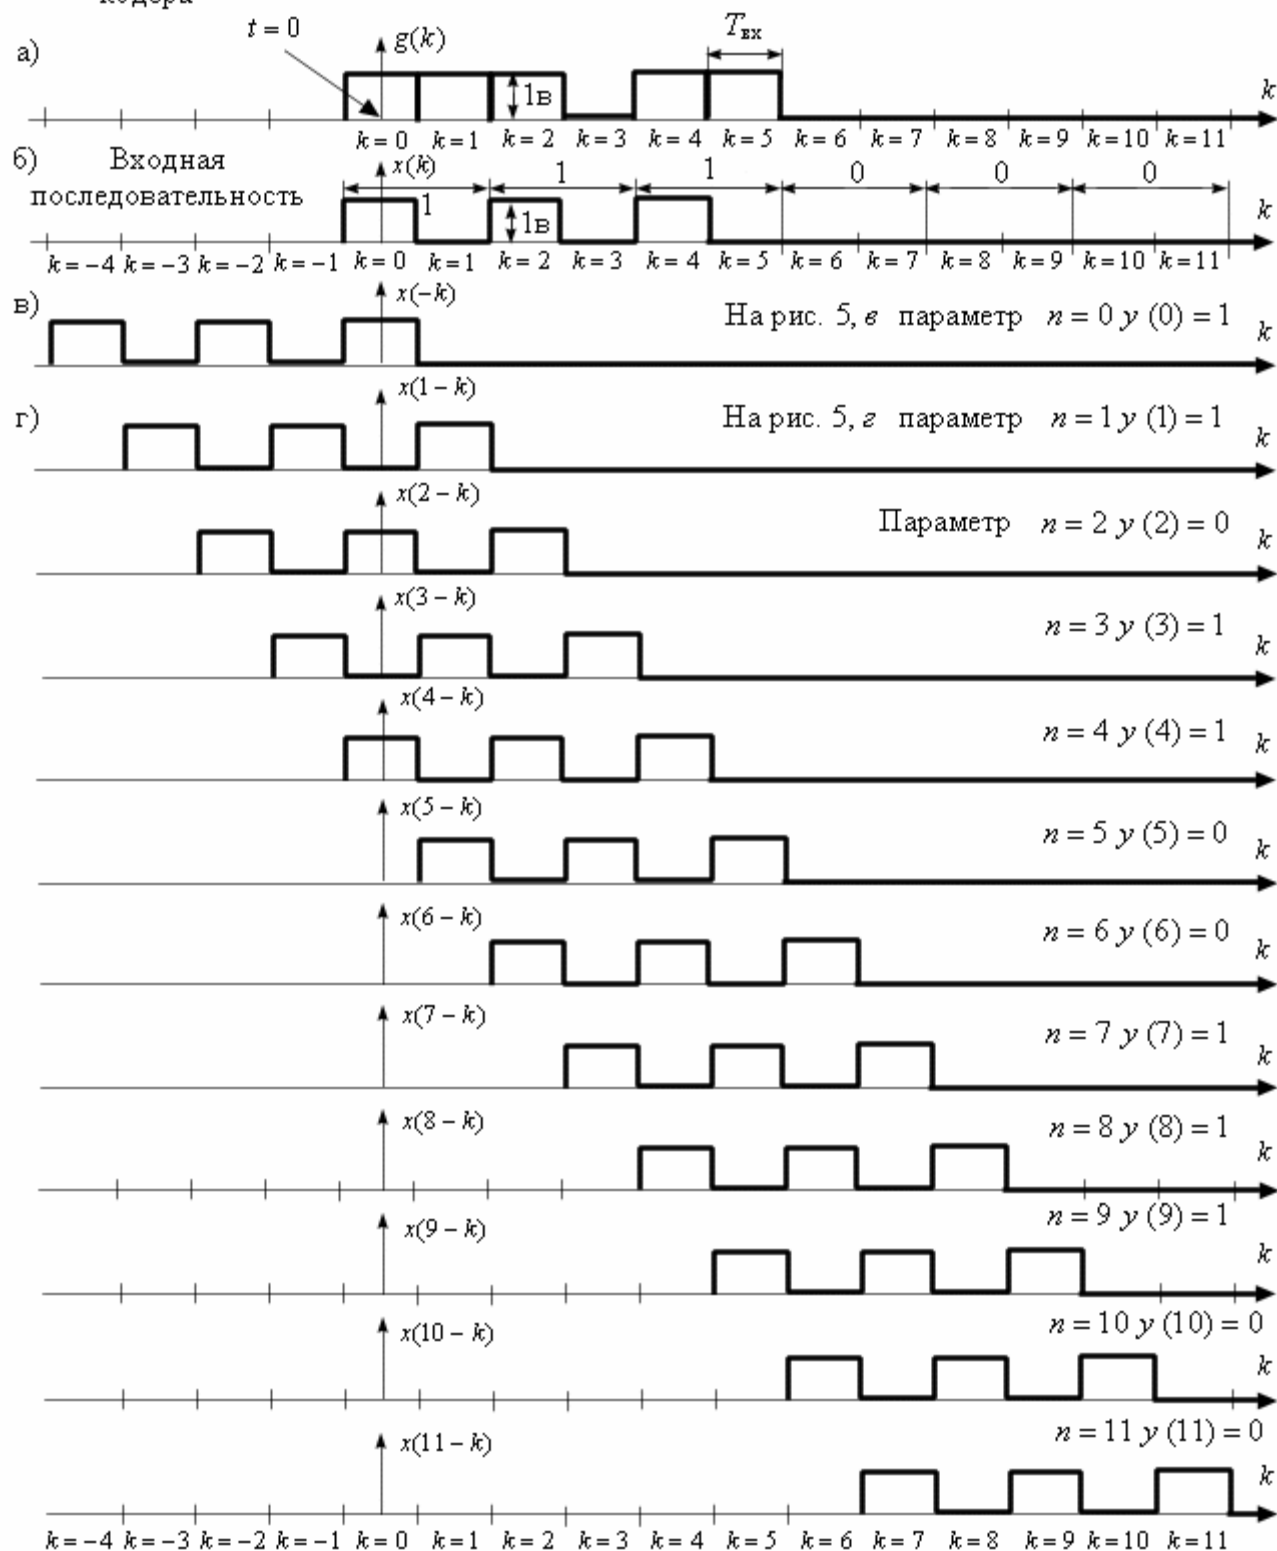 кодера
t = 0
g(k)
Tвх
а)
1в
k
k = 0 k = 1 k = 2 k = 3 k = 4 k = 5 k = 6 k = 7 k = 8 k = 9 k = 10 k = 11
б)
Входная
последовательность
x(k)
1 1 1 0 0 0
1в
k
k = −4 k = −3 k = −2 k = −1 k = 0 k = 1 k = 2 k = 3 k = 4 k = 5 k = 6 k = 7 k = 8 k = 9 k = 10 k = 11
в)
x(−k)
На рис. 5, в параметр n = 0 y (0) = 1
k
г)
x(1 − k)
На рис. 5, г параметр n = 1 y (1) = 1
k
x(2 − k)
Параметр n = 2 y (2) = 0
k
x(3 − k)
n = 3 y (3) = 1
k
x(4 − k)
n = 4 y (4) = 1
k
x(5 − k)
n = 5 y (5) = 0
k
x(6 − k)
n = 6 y (6) = 0
k
x(7 − k)
n = 7 y (7) = 1
k
x(8 − k)
n = 8 y (8) = 1
k
x(9 − k)
n = 9 y (9) = 1
k
x(10 − k)
n = 10 y (10) = 0
k
x(11 − k)
n = 11 y (11) = 0
k
k = −4 k = −3 k = −2 k = −1 k = 0 k = 1 k = 2 k = 3 k = 4 k = 5 k = 6 k = 7 k = 8 k = 9 k = 10 k = 11